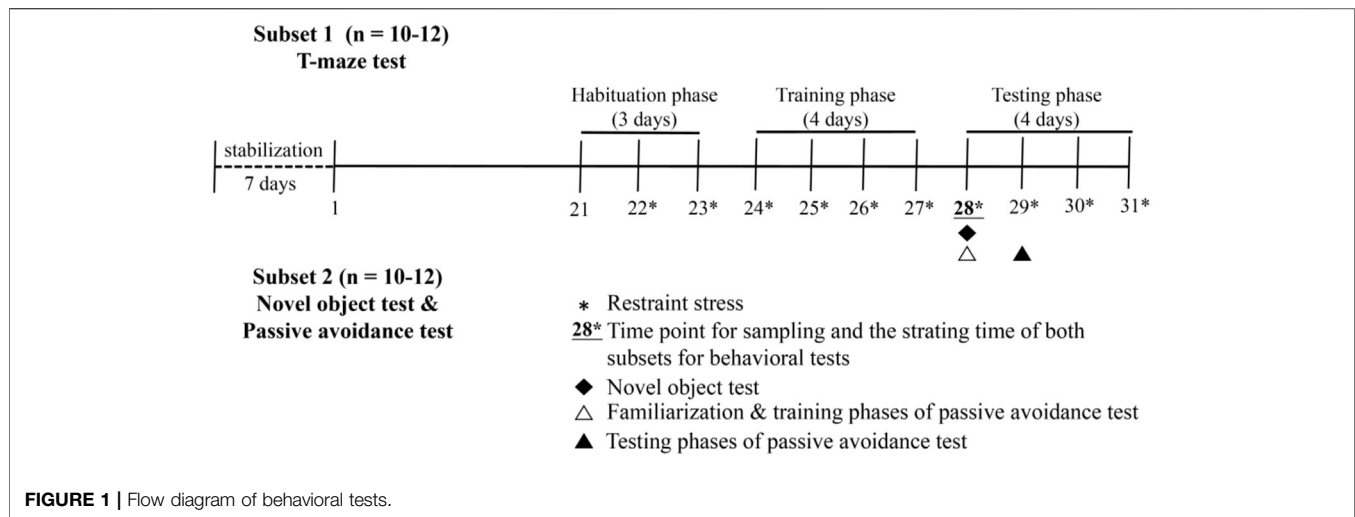 Subset 1 (n = 10-12)
T-maze test
Habituation phase
(3 days)
Training phase
(4 days)
Testing phase
(4 days)
stabilization
7 days
1
21
22*
23*
24*
25*
26*
27*
28*
29*
30*
31*
Subset 2 (n = 10-12)
Novel object test &
Passive avoidance test
* Restraint stress
28* Time point for sampling and the strating time of both
subsets for behavioral tests
◆ Novel object test
△ Familiarization & training phases of passive avoidance test
▲ Testing phases of passive avoidance test
FIGURE 1 | Flow diagram of behavioral tests.